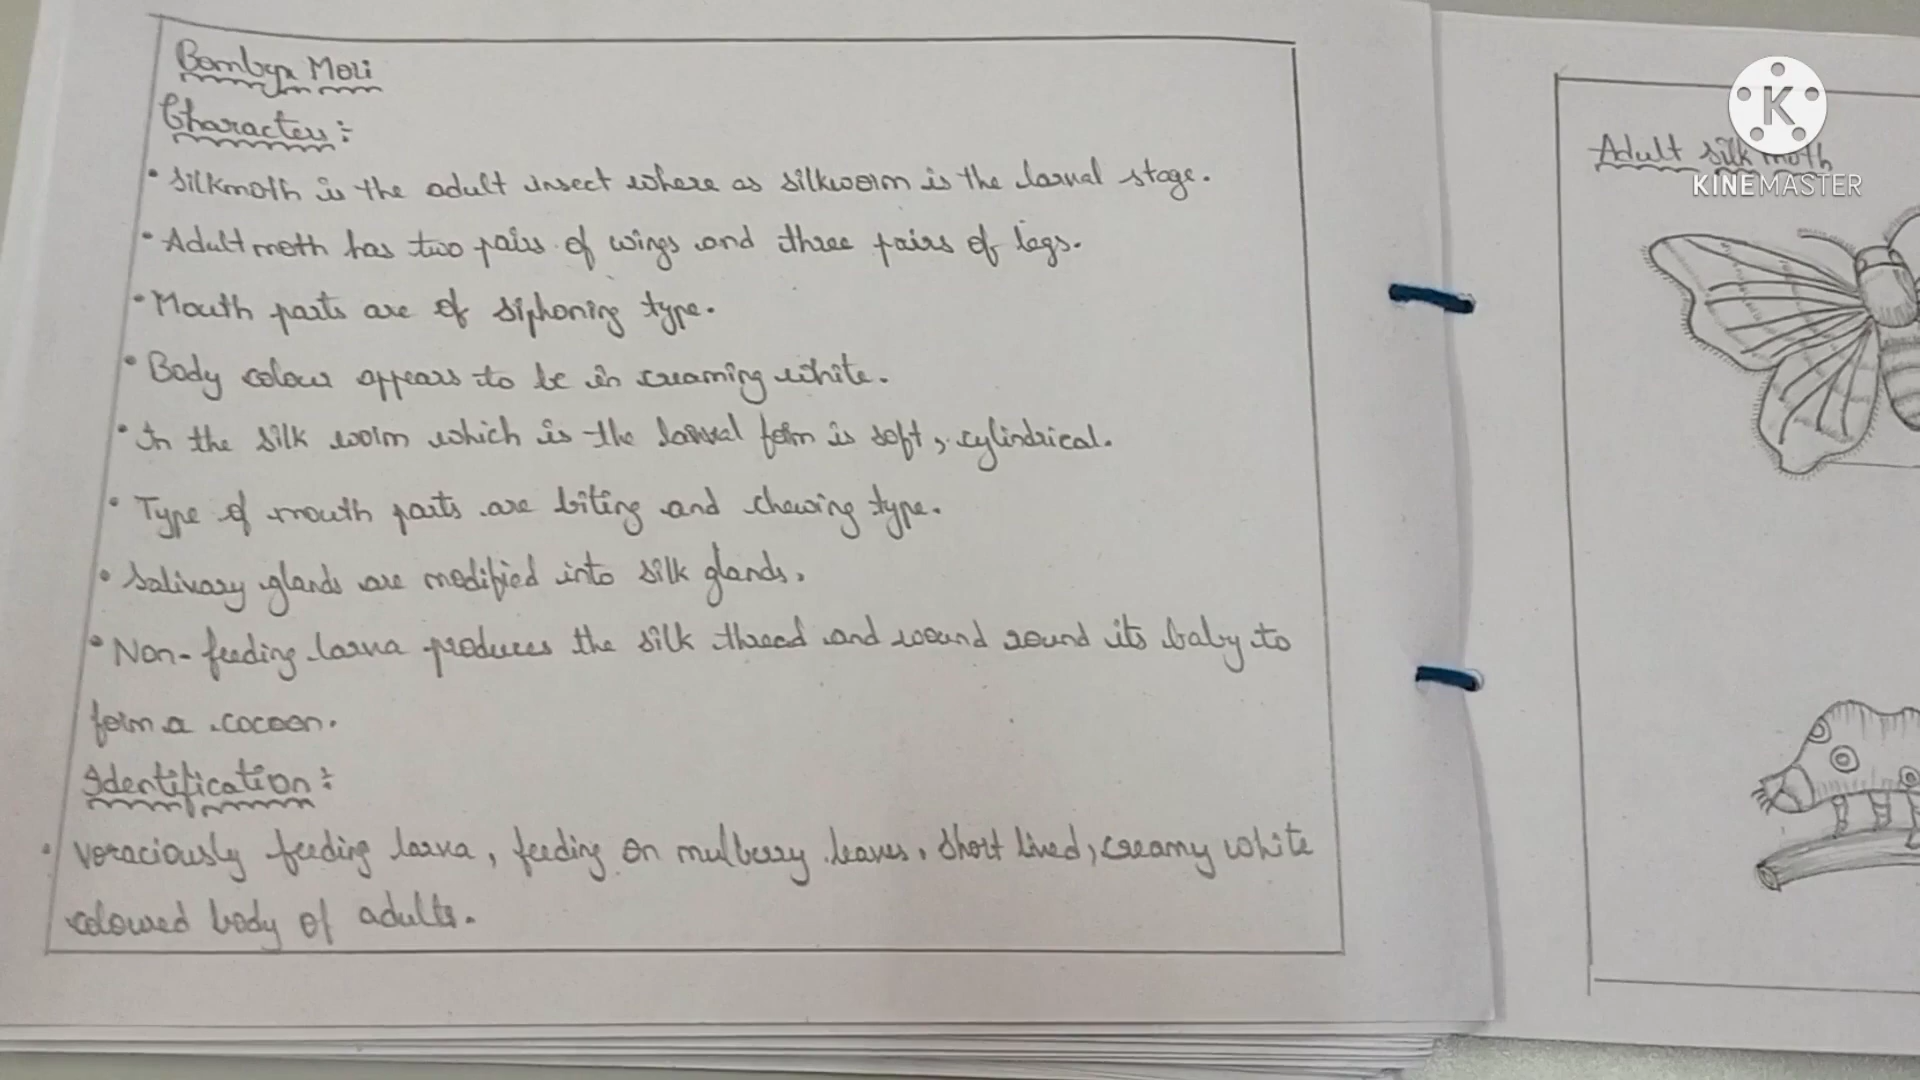 Bombyx Mori
Character:
• Silkmoth is the adult insect where as silkworm is the larval stage.
• Adult moth has two pairs of wings and three pairs of legs.
• Mouth parts are of siphoning type.
• Body colour appears to be in creaming white.
• In the silk worm which is the larval form is soft, cylindrical.
• Type of mouth parts are biting and chewing type.
• Salivary glands are modified into silk glands.
• Non-feeding larva produces the silk thread and wound round its baby to
form a cocoon.
Identification:
• Voraciously feeding larva, feeding on mulberry leaves, short lived, creamy white
coloured body of adults.
Adult silk moth
K
KINEMASTER